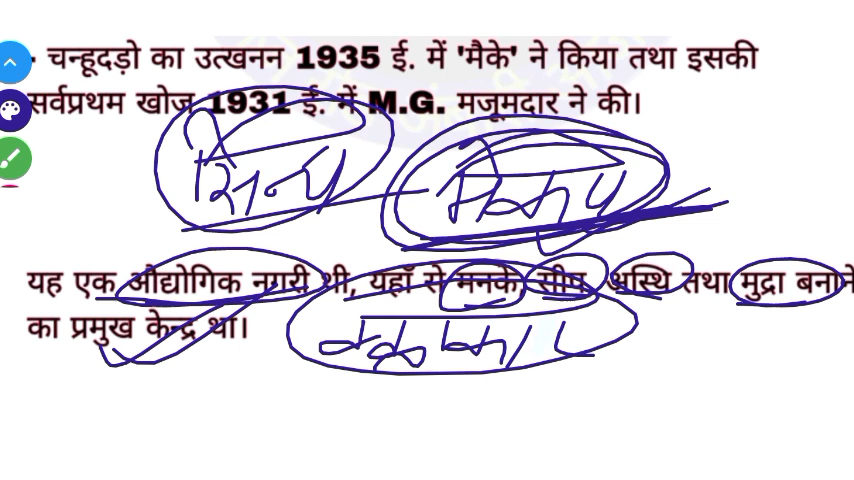 · चन्हूदड़ो का उत्खनन 1935 ई. में 'मैके' ने किया तथा इसकी
सर्वप्रथम खोज 1931 ई. में M.G. मजूमदार ने की।
यह एक औद्योगिक नगरी थी, यहाँ से मनके, सीप, अस्थि तथा मुद्रा बनाने
का प्रमुख केन्द्र था।